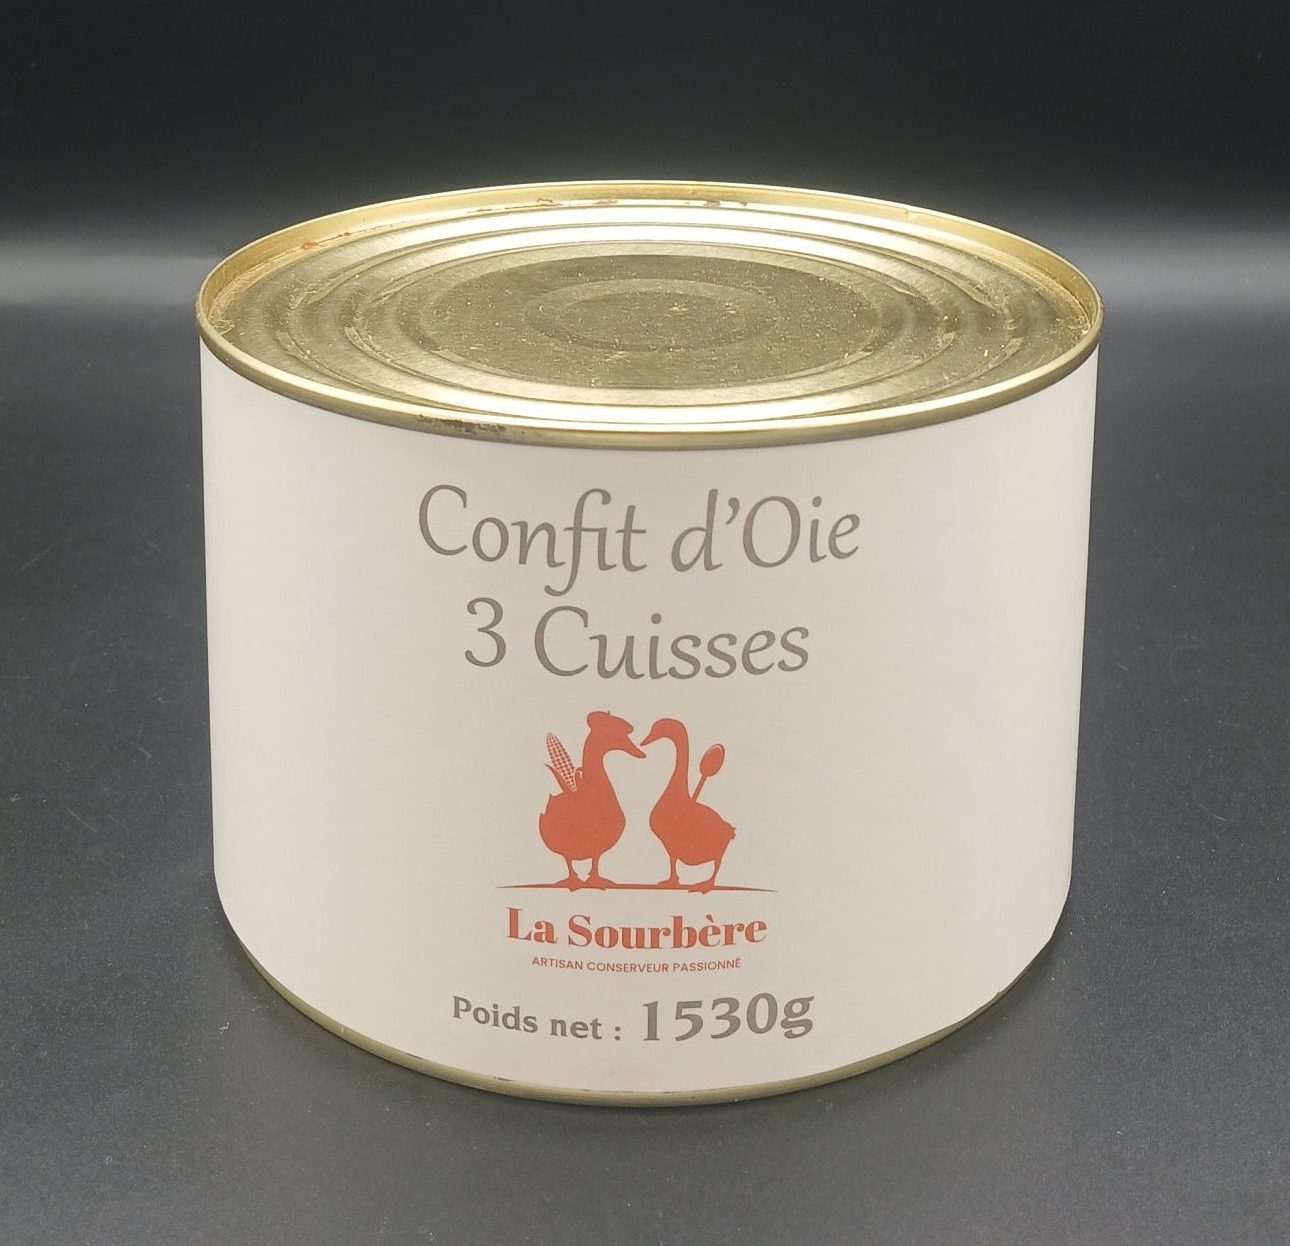 Confit d'Oie
3 Cuisses
La Sourbère
ARTISAN CONSERVEUR PASSIONNÉ
Poids net : 1530g